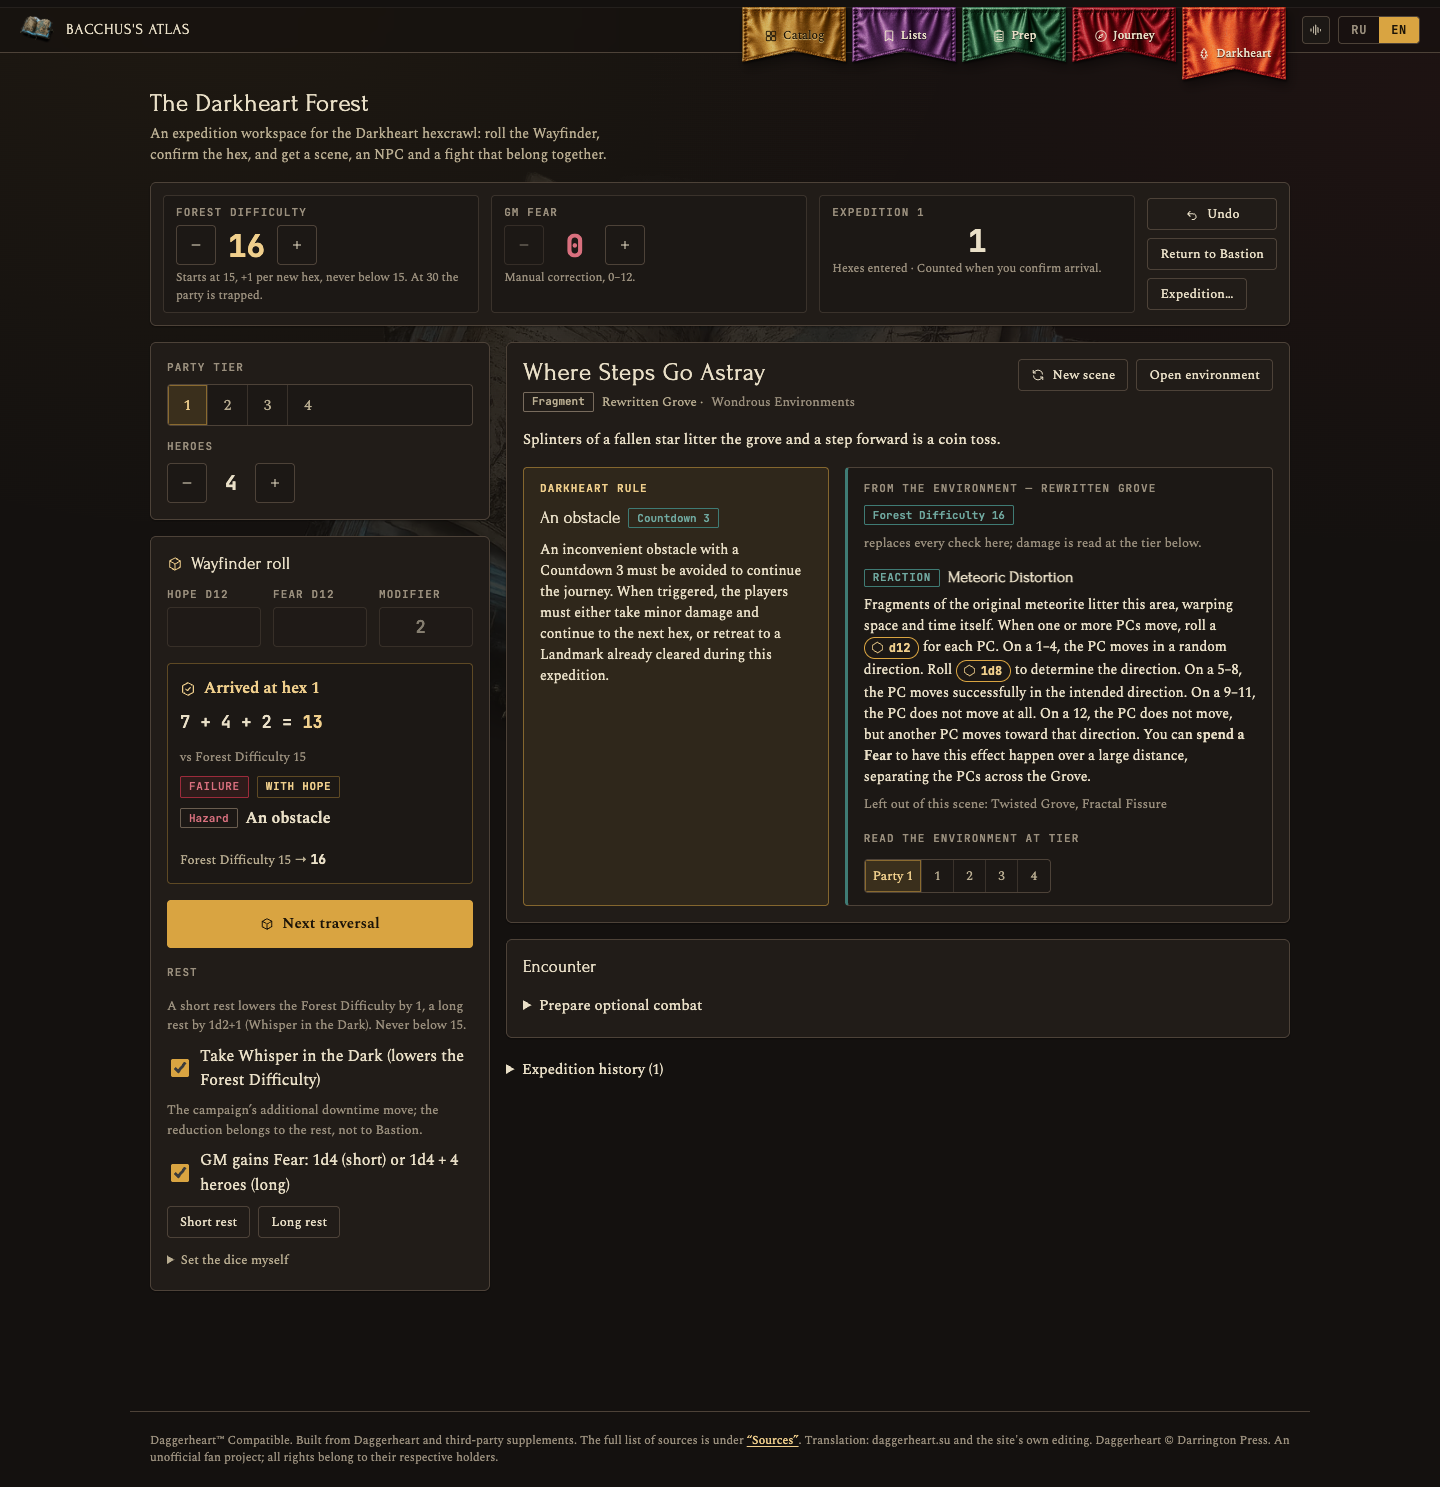 BACCHUS'S ATLAS
Catalog
Lists
Prep
Journey
Darkheart
RU
EN
The Darkheart Forest
An expedition workspace for the Darkheart hexcrawl: roll the Wayfinder,
confirm the hex, and get a scene, an NPC and a fight that belong together.
FOREST DIFFICULTY
− 16 +
Starts at 15, +1 per new hex, never below 15. At 30 the
party is trapped.
GM FEAR
− 0 +
Manual correction, 0–12.
EXPEDITION 1
1
Hexes entered · Counted when you confirm arrival.
Undo
Return to Bastion
Expedition…
PARTY TIER
1 2 3 4
HEROES
− 4 +
Wayfinder roll
HOPE D12 FEAR D12 MODIFIER
2
Arrived at hex 1
7 + 4 + 2 = 13
vs Forest Difficulty 15
FAILURE WITH HOPE
Hazard An obstacle
Forest Difficulty 15 → 16
Next traversal
REST
A short rest lowers the Forest Difficulty by 1, a long
rest by 1d2+1 (Whisper in the Dark). Never below 15.
Take Whisper in the Dark (lowers the
Forest Difficulty)
The campaign’s additional downtime move; the
reduction belongs to the rest, not to Bastion.
GM gains Fear: 1d4 (short) or 1d4 + 4
heroes (long)
Short rest Long rest
Set the dice myself
Where Steps Go Astray
New scene
Open environment
Fragment Rewritten Grove · Wondrous Environments
Splinters of a fallen star litter the grove and a step forward is a coin toss.
DARKHEART RULE
An obstacle Countdown 3
An inconvenient obstacle with a
Countdown 3 must be avoided to continue
the journey. When triggered, the players
must either take minor damage and
continue to the next hex, or retreat to a
Landmark already cleared during this
expedition.
FROM THE ENVIRONMENT — REWRITTEN GROVE
Forest Difficulty 16
replaces every check here; damage is read at the tier below.
REACTION Meteoric Distortion
Fragments of the original meteorite litter this area, warping
space and time itself. When one or more PCs move, roll a
d12 for each PC. On a 1–4, the PC moves in a random
direction. Roll 1d8 to determine the direction. On a 5–8,
the PC moves successfully in the intended direction. On a 9–11,
the PC does not move at all. On a 12, the PC does not move,
but another PC moves toward that direction. You can spend a
Fear to have this effect happen over a large distance,
separating the PCs across the Grove.
Left out of this scene: Twisted Grove, Fractal Fissure
READ THE ENVIRONMENT AT TIER
Party 1 1 2 3 4
Encounter
Prepare optional combat
Expedition history (1)
Daggerheart™ Compatible. Built from Daggerheart and third-party supplements. The full list of sources is under “Sources”. Translation: daggerheart.su and the site's own editing. Daggerheart © Darrington Press. An
unofficial fan project; all rights belong to their respective holders.